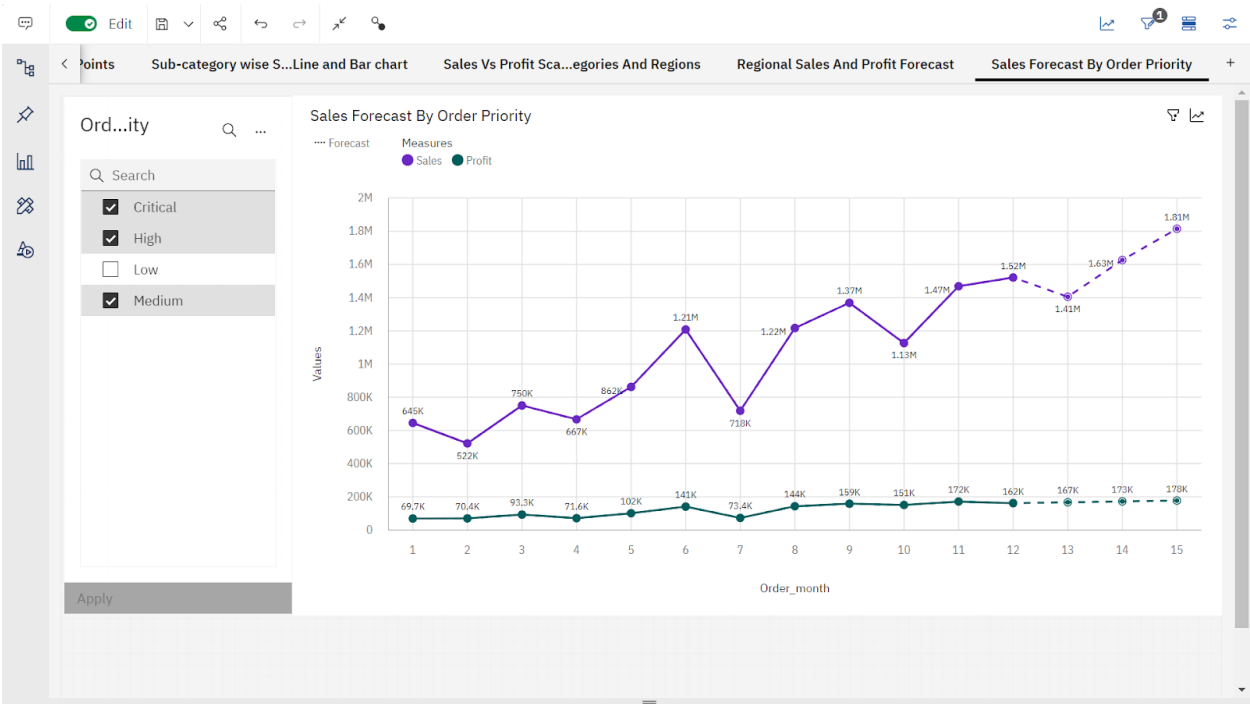 Edit
1
Points
Sub-category wise S...Line and Bar chart
Sales Vs Profit Sca...egories And Regions
Regional Sales And Profit Forecast
Sales Forecast By Order Priority
+
Ord...ity
...
Search
Critical
High
Low
Medium
Apply
Sales Forecast By Order Priority
Forecast
Measures
Sales
Profit
Values
2M
1.8M
1.6M
1.4M
1.2M
1M
800K
600K
400K
200K
0
645K
522K
750K
667K
862K
1.21M
718K
1.22M
1.37M
1.13M
1.47M
1.52M
1.41M
1.63M
1.81M
69.7K
70.4K
93.3K
71.6K
102K
141K
73.4K
144K
159K
151K
172K
162K
167K
173K
178K
1 2 3 4 5 6 7 8 9 10 11 12 13 14 15
Order_month